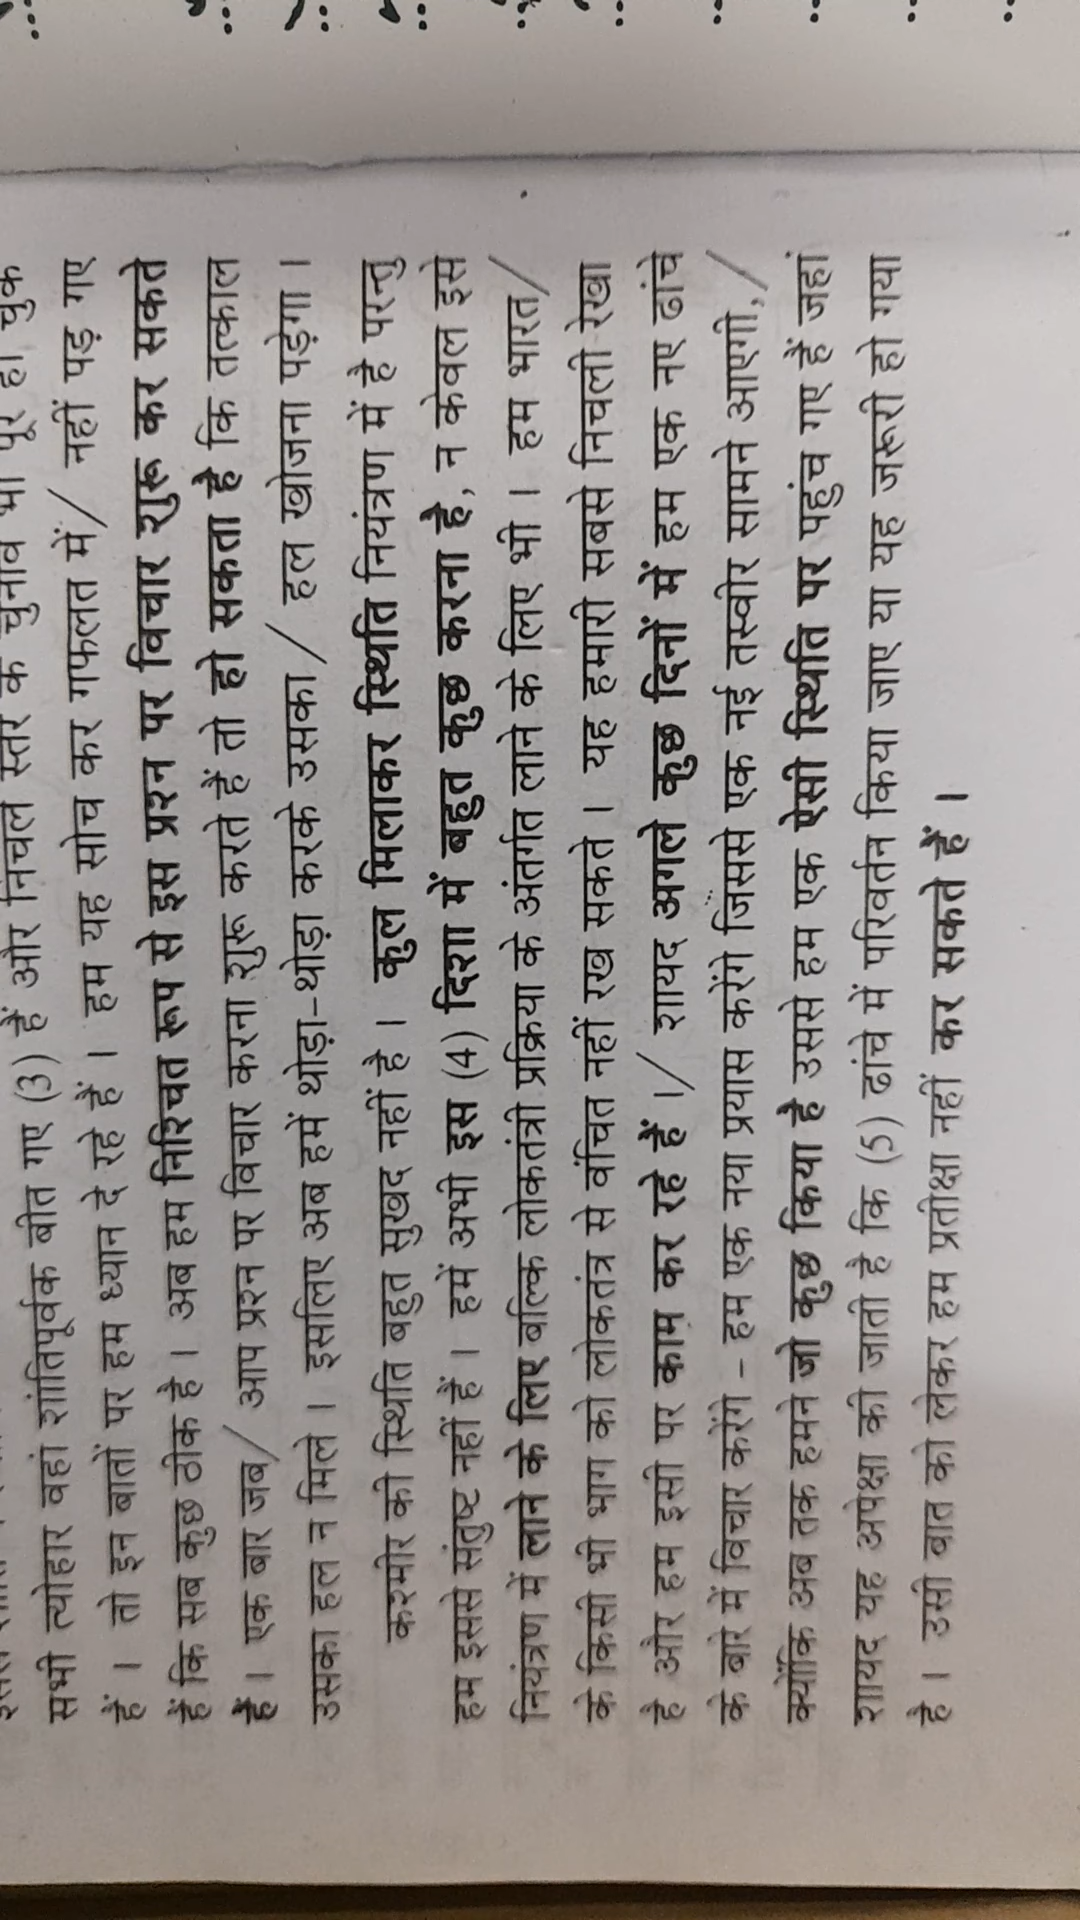 सभी त्योहार वहां शांतिपूर्वक बीत गए (3) हैं और निचले स्तर के चुनाव भी पूरे हो चुके
हैं । तो इन बातों पर हम ध्यान दे रहे हैं । हम यह सोच कर गफलत में/ नहीं पड़ गए
हैं कि सब कुछ ठीक है । अब हम निश्चित रूप से इस प्रश्न पर विचार शुरू कर सकते
हैं । एक बार जब/ आप प्रश्न पर विचार करना शुरू करते हैं तो हो सकता है कि तत्काल
उसका हल न मिले । इसलिए अब हमें थोड़ा-थोड़ा करके उसका/ हल खोजना पड़ेगा ।
कश्मीर की स्थिति बहुत सुखद नहीं है । कुल मिलाकर स्थिति नियंत्रण में है परन्तु
हम इससे संतुष्ट नहीं हैं । हमें अभी इस (4) दिशा में बहुत कुछ करना है, न केवल इसे
नियंत्रण में लाने के लिए बल्कि लोकतंत्री प्रक्रिया के अंतर्गत लाने के लिए भी । हम भारत/
के किसी भी भाग को लोकतंत्र से वंचित नहीं रख सकते । यह हमारी सबसे निचली रेखा
है और हम इसी पर काम कर रहे हैं ।/ शायद अगले कुछ दिनों में हम एक नए ढांचे
के बारे में विचार करेंगे - हम एक नया प्रयास करेंगे जिससे एक नई तस्वीर सामने आएगी,/
क्योंकि अब तक हमने जो कुछ किया है उससे हम एक ऐसी स्थिति पर पहुंच गए हैं जहां
शायद यह अपेक्षा की जाती है कि (5) ढांचे में परिवर्तन किया जाए या यह जरूरी हो गया
है । उसी बात को लेकर हम प्रतीक्षा नहीं कर सकते हैं ।